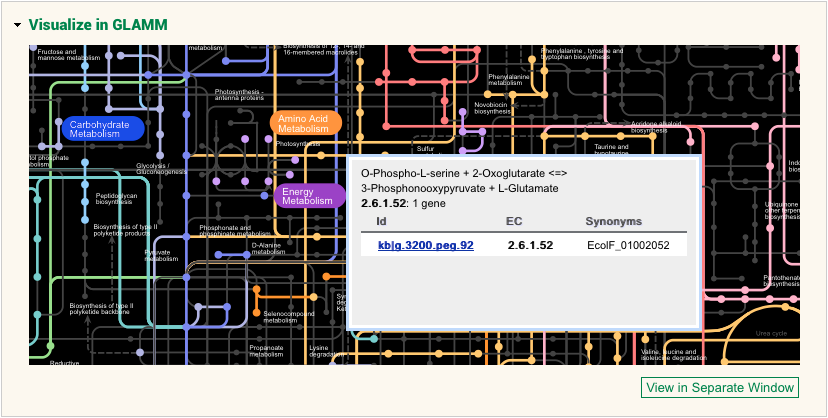 Visualize in GLAMM
Fructose and
mannose metabolism
metabolism
Biosynthesis of 12-, 14- and
16-membered macrolides
Phenylalanine, tyrosine and
tryptophan biosynthesis
Phenylalanine
metabolism
Photosynthesis -
antenna proteins
Novobiocin
biosynthesis
Carbohydrate
Metabolism
Amino Acid
Metabolism
Acridone alkaloid
biosynthesis
Photosynthesis
Sulfur
Taurine and
hypotaurine
tol phosphate
bolism
Glycolysis /
Gluconeogenesis
Indo
O-Phospho-L-serine + 2-Oxoglutarate <=>
3-Phosphonooxypyruvate + L-Glutamate
2.6.1.52: 1 gene
Id EC Synonyms
kb|g.3200.peg.92 2.6.1.52 EcolF_01002052
Energy
Metabolism
Peptidoglycan
biosynthesis
Ubiquinone
other terpen
biosynthesis
Biosynthesis of type II
polyketide products
Phosphonate and
phosphinate metabolism
D-Alanine
metabolism
Pyruvate
metabolism
Pantothenate
biosynthesis
Biosynthesis of type II
polyketide backbone
Selenocompound
metabolism
Urea cycle
Propanoate
metabolism
Lysine
degradation
Valine, leucine and
isoleucine degradation
Reductive
View in Separate Window